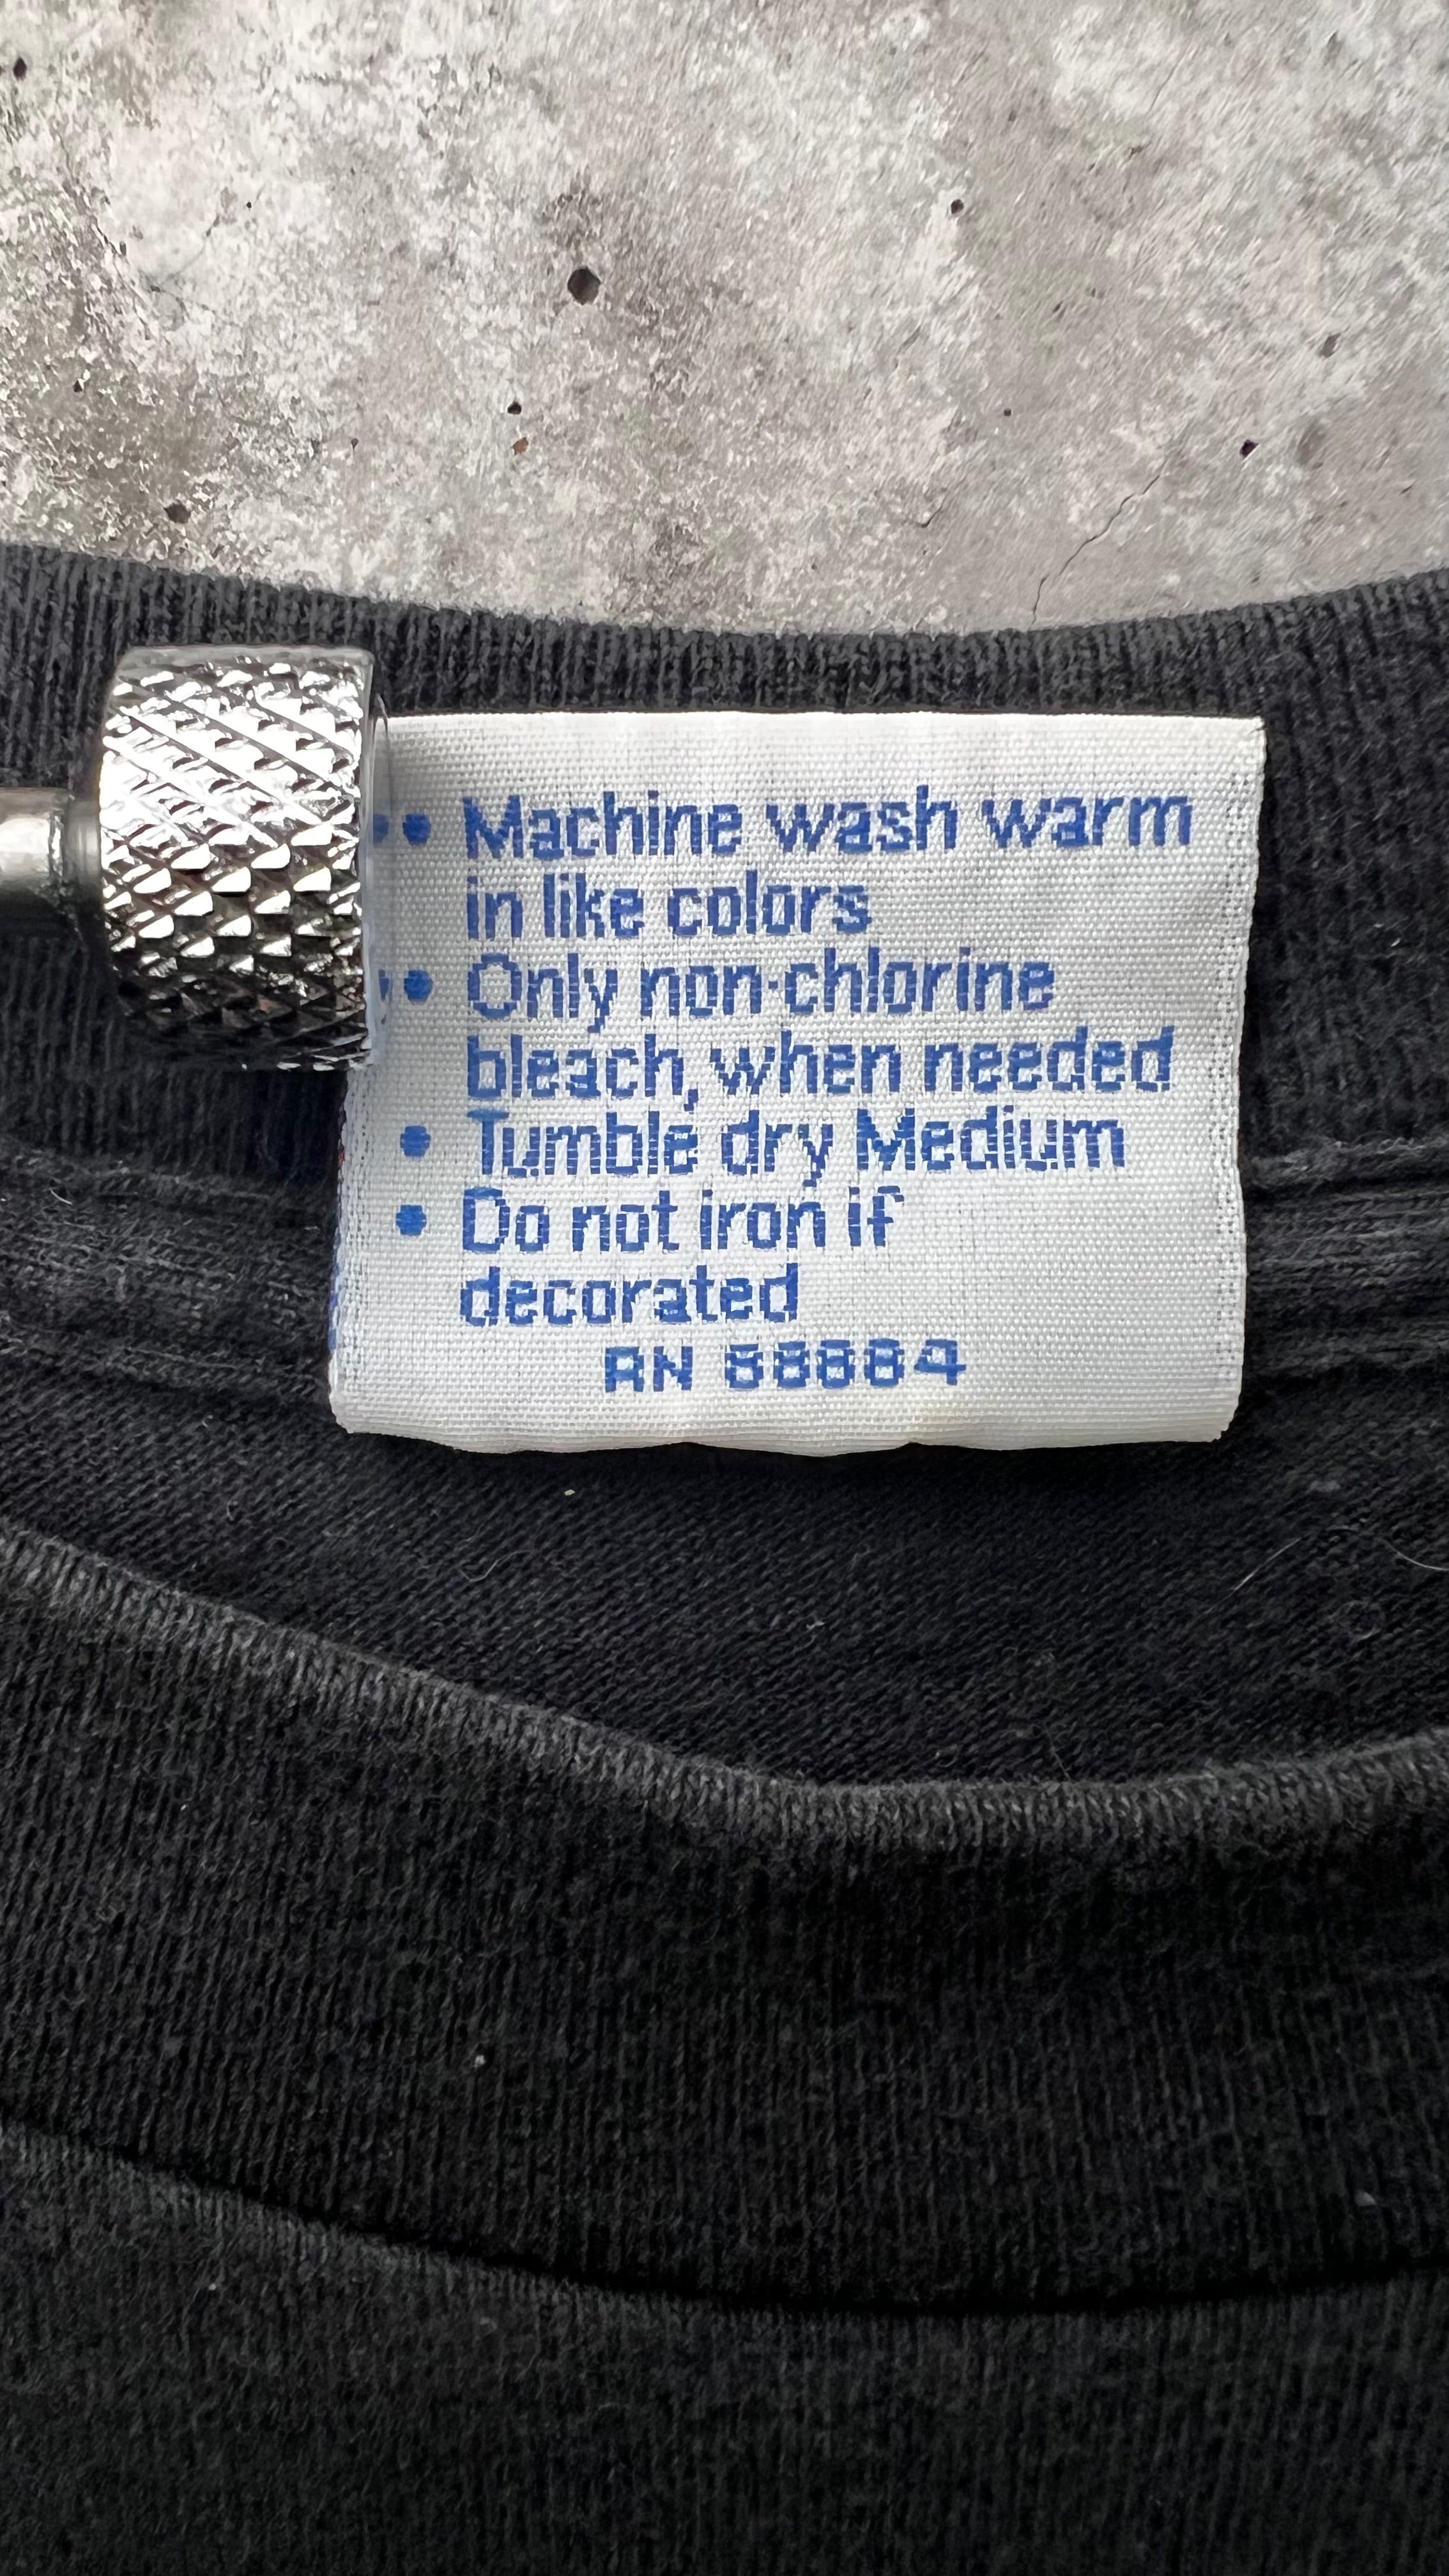 • Machine wash warm
in like colors
• Only non-chlorine
bleach, when needed
• Tumble dry Medium
• Do not iron if
decorated
RN